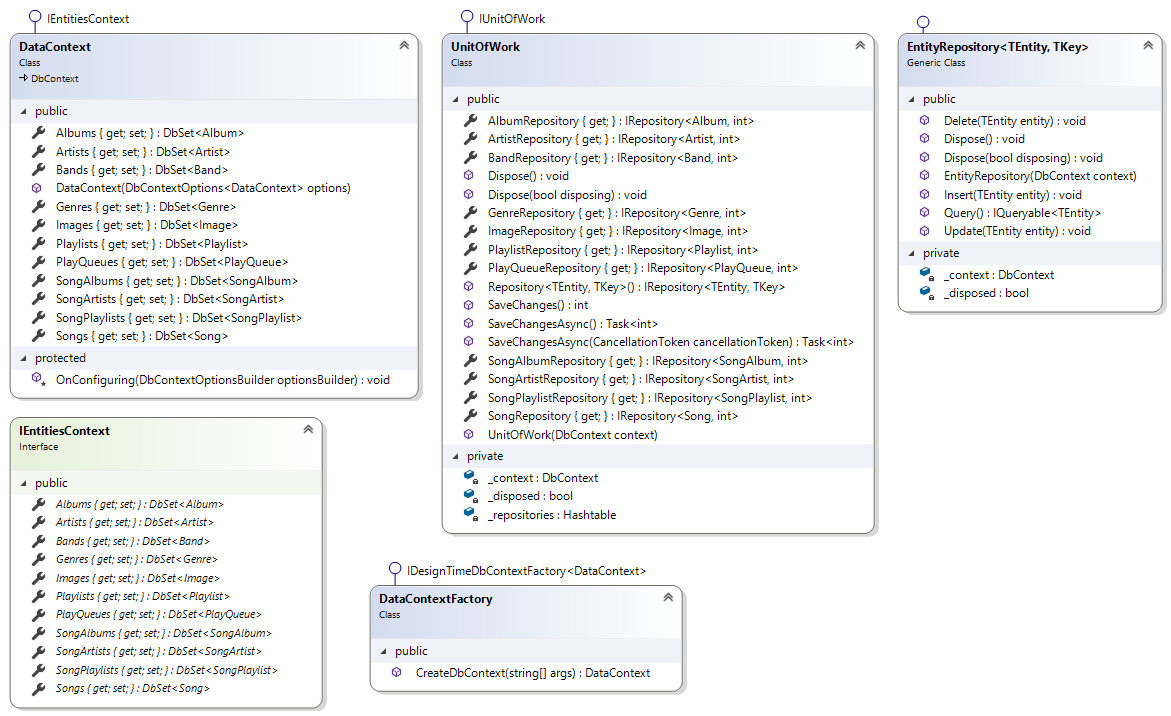 IEntitiesContext
DataContext
Class
DbContext
public
Albums { get; set; } : DbSet<Album>
Artists { get; set; } : DbSet<Artist>
Bands { get; set; } : DbSet<Band>
DataContext(DbContextOptions<DataContext> options)
Genres { get; set; } : DbSet<Genre>
Images { get; set; } : DbSet<Image>
Playlists { get; set; } : DbSet<Playlist>
PlayQueues { get; set; } : DbSet<PlayQueue>
SongAlbums { get; set; } : DbSet<SongAlbum>
SongArtists { get; set; } : DbSet<SongArtist>
SongPlaylists { get; set; } : DbSet<SongPlaylist>
Songs { get; set; } : DbSet<Song>
protected
OnConfiguring(DbContextOptionsBuilder optionsBuilder) : void
IEntitiesContext
Interface
public
Albums { get; set; } : DbSet<Album>
Artists { get; set; } : DbSet<Artist>
Bands { get; set; } : DbSet<Band>
Genres { get; set; } : DbSet<Genre>
Images { get; set; } : DbSet<Image>
Playlists { get; set; } : DbSet<Playlist>
PlayQueues { get; set; } : DbSet<PlayQueue>
SongAlbums { get; set; } : DbSet<SongAlbum>
SongArtists { get; set; } : DbSet<SongArtist>
SongPlaylists { get; set; } : DbSet<SongPlaylist>
Songs { get; set; } : DbSet<Song>
IUnitOfWork
UnitOfWork
Class
public
AlbumRepository { get; } : IRepository<Album, int>
ArtistRepository { get; } : IRepository<Artist, int>
BandRepository { get; } : IRepository<Band, int>
Dispose() : void
Dispose(bool disposing) : void
GenreRepository { get; } : IRepository<Genre, int>
ImageRepository { get; } : IRepository<Image, int>
PlaylistRepository { get; } : IRepository<Playlist, int>
PlayQueueRepository { get; } : IRepository<PlayQueue, int>
Repository<TEntity, TKey>() : IRepository<TEntity, TKey>
SaveChanges() : int
SaveChangesAsync() : Task<int>
SaveChangesAsync(CancellationToken cancellationToken) : Task<int>
SongAlbumRepository { get; } : IRepository<SongAlbum, int>
SongArtistRepository { get; } : IRepository<SongArtist, int>
SongPlaylistRepository { get; } : IRepository<SongPlaylist, int>
SongRepository { get; } : IRepository<Song, int>
UnitOfWork(DbContext context)
private
_context : DbContext
_disposed : bool
_repositories : Hashtable
IDesignTimeDbContextFactory<DataContext>
DataContextFactory
Class
public
CreateDbContext(string[] args) : DataContext
EntityRepository<TEntity, TKey>
Generic Class
public
Delete(TEntity entity) : void
Dispose() : void
Dispose(bool disposing) : void
EntityRepository(DbContext context)
Insert(TEntity entity) : void
Query() : IQueryable<TEntity>
Update(TEntity entity) : void
private
_context : DbContext
_disposed : bool